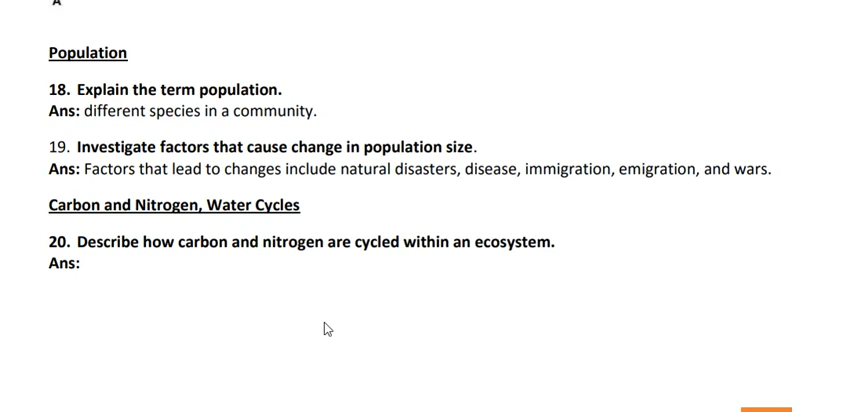 A
Population
18. Explain the term population.
Ans: different species in a community.
19. Investigate factors that cause change in population size.
Ans: Factors that lead to changes include natural disasters, disease, immigration, emigration, and wars.
Carbon and Nitrogen, Water Cycles
20. Describe how carbon and nitrogen are cycled within an ecosystem.
Ans: